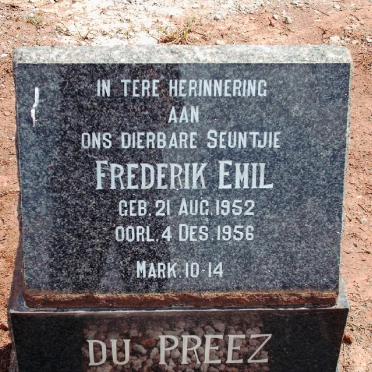 IN TERE HERINNERING
AAN
ONS DIERBARE SEUNTJIE
FREDERIK EMIL
GEB. 21 AUG. 1952
OORL. 4 DES. 1956
MARK 10-14
DU PREEZ